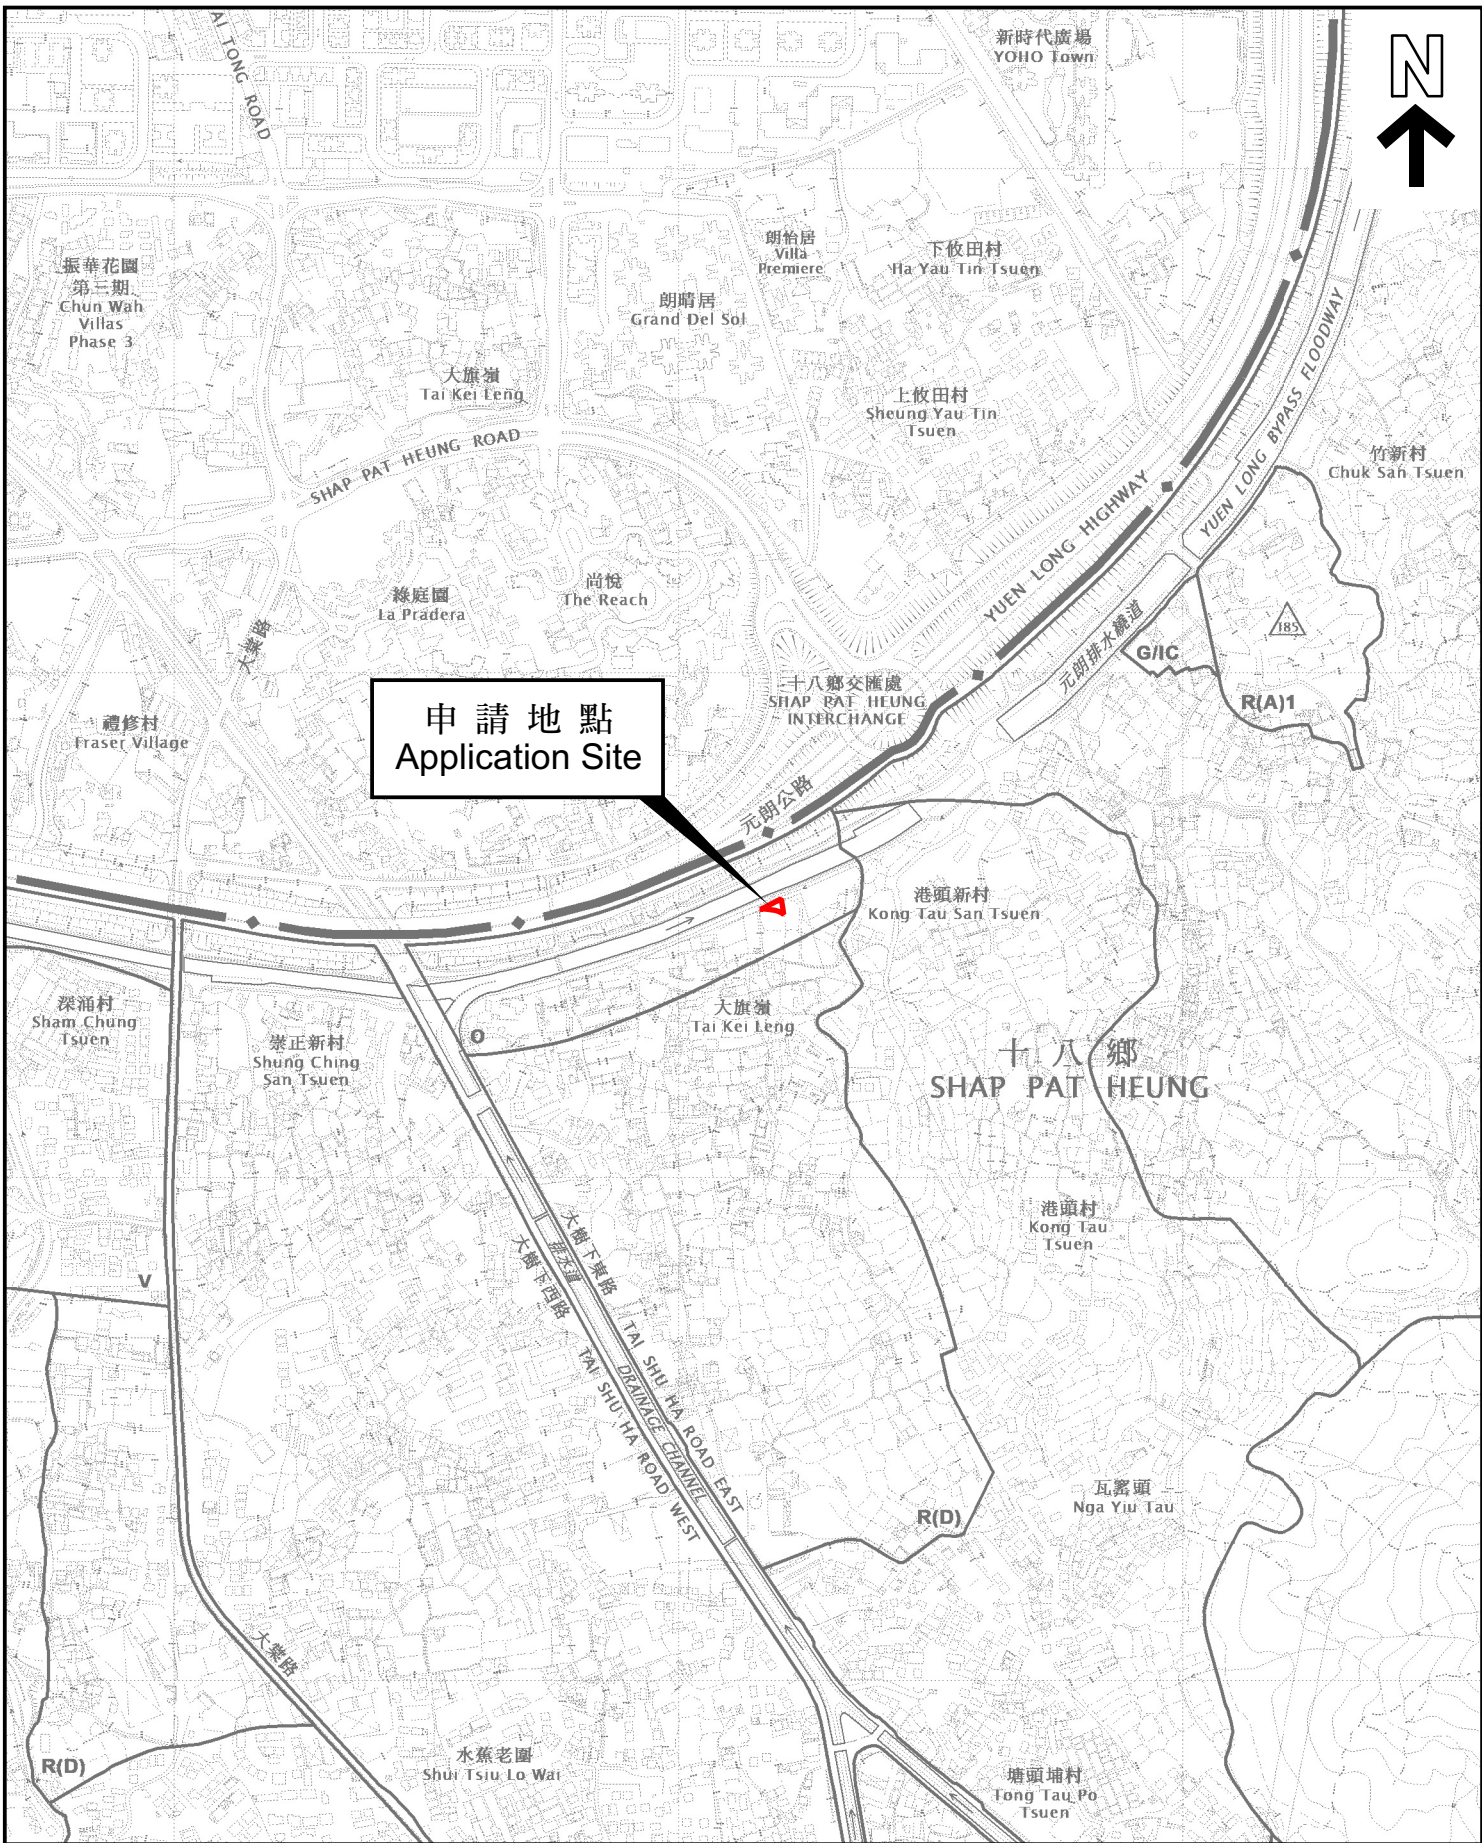 TAI TONG ROAD
新時代廣場
YOHO Town
N
振華花園
第三期
Chun Wah
Villas
Phase 3
朗怡居
Villa
Premiere
下攸田村
Ha Yau Tin Tsuen
朗晴居
Grand Del Sol
大旗嶺
Tai Kei Leng
上攸田村
Sheung Yau Tin
Tsuen
SHAP PAT HEUNG ROAD
竹新村
Chuk San Tsuen
YUEN LONG HIGHWAY
YUEN LONG BYPASS FLOODWAY
元朗排水繞道
尚悅
The Reach
綠庭園
La Pradera
大棠路
185
G/IC
R(A)1
十八鄉交匯處
SHAP PAT HEUNG
INTERCHANGE
禮修村
Fraser Village
申請地點
Application Site
元朗公路
港頭新村
Kong Tau San Tsuen
深涌村
Sham Chung
Tsuen
崇正新村
Shung Ching
San Tsuen
O
大旗嶺
Tai Kei Leng
十八鄉
SHAP PAT HEUNG
港頭村
Kong Tau
Tsuen
V
大樹下東路
TAI SHU HA ROAD EAST
排水道
DRAINAGE CHANNEL
大樹下西路
TAI SHU HA ROAD WEST
瓦窰頭
Nga Yiu Tau
R(D)
大棠路
R(D)
水蕉老圍
Shui Tsiu Lo Wai
塘頭埔村
Tong Tau Po
Tsuen